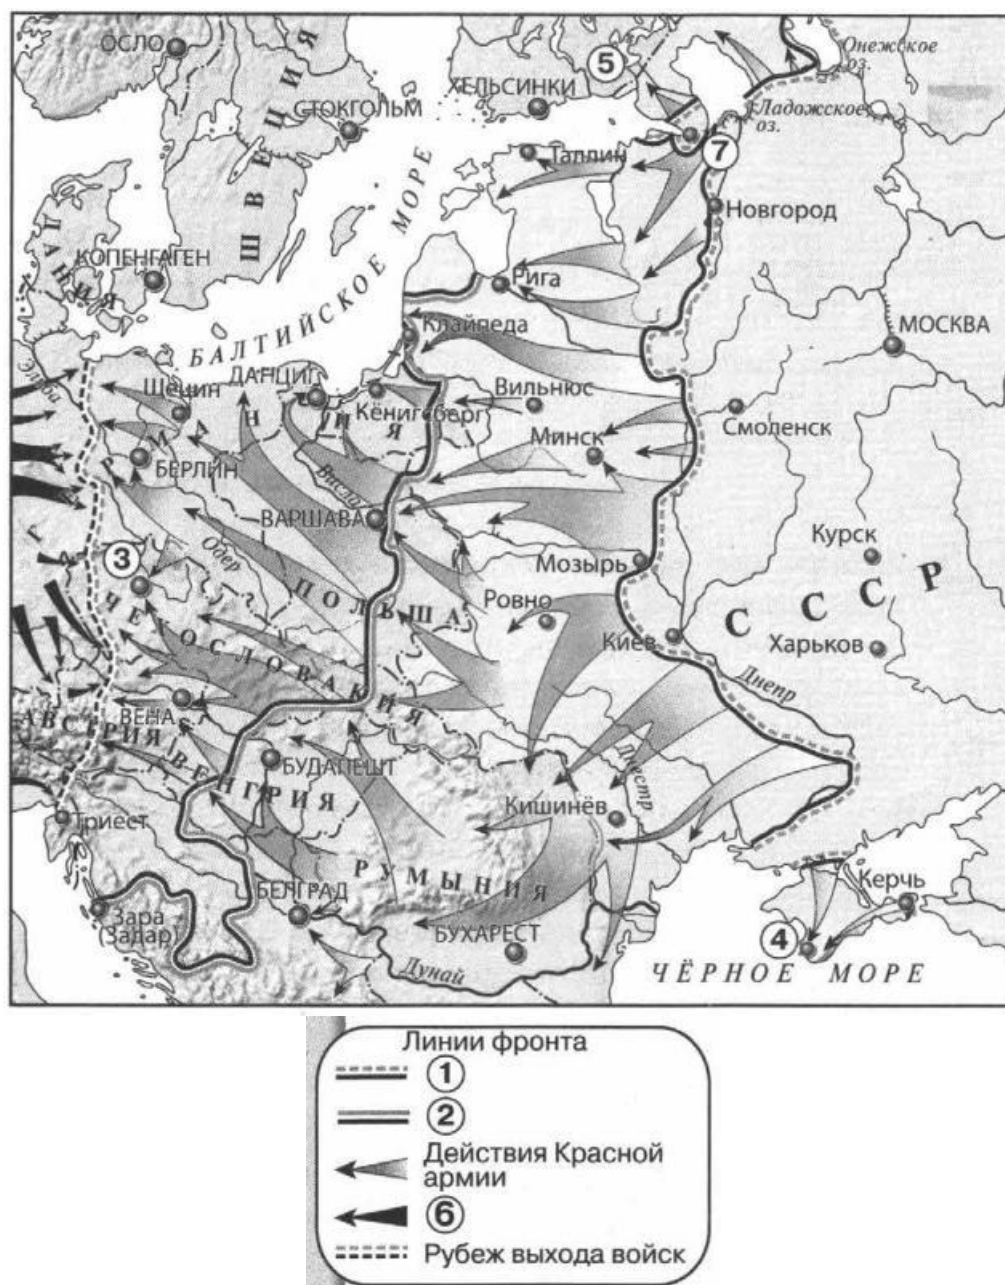 ОСЛО
ШВЕЦИЯ
СТОКГОЛЬМ
5
ХЕЛЬСИНКИ
Онежское
оз.
Ладожское
оз.
7
Таллин
Новгород
ДАНИЯ
КОПЕНГАГЕН
БАЛТИЙСКОЕ МОРЕ
Рига
МОСКВА
Клайпеда
Эльба
Щецин
ДАНЦИГ
Кёнигсберг
Вильнюс
Смоленск
Минск
ГЕРМАНИЯ
БЕРЛИН
Висла
ВАРШАВА
Одер
3
ПОЛЬША
Мозырь
Курск
СССР
Ровно
Киев
Харьков
ЧЕХОСЛОВАКИЯ
Днепр
ВЕНА
АВСТРИЯ
БУДАПЕШТ
ВЕНГРИЯ
Днестр
Кишинёв
Триест
РУМЫНИЯ
БЕЛГРАД
Зара
(Задар)
БУХАРЕСТ
Дунай
Керчь
4
ЧЁРНОЕ МОРЕ
Линии фронта
1
2
Действия Красной
армии
6
Рубеж выхода войск